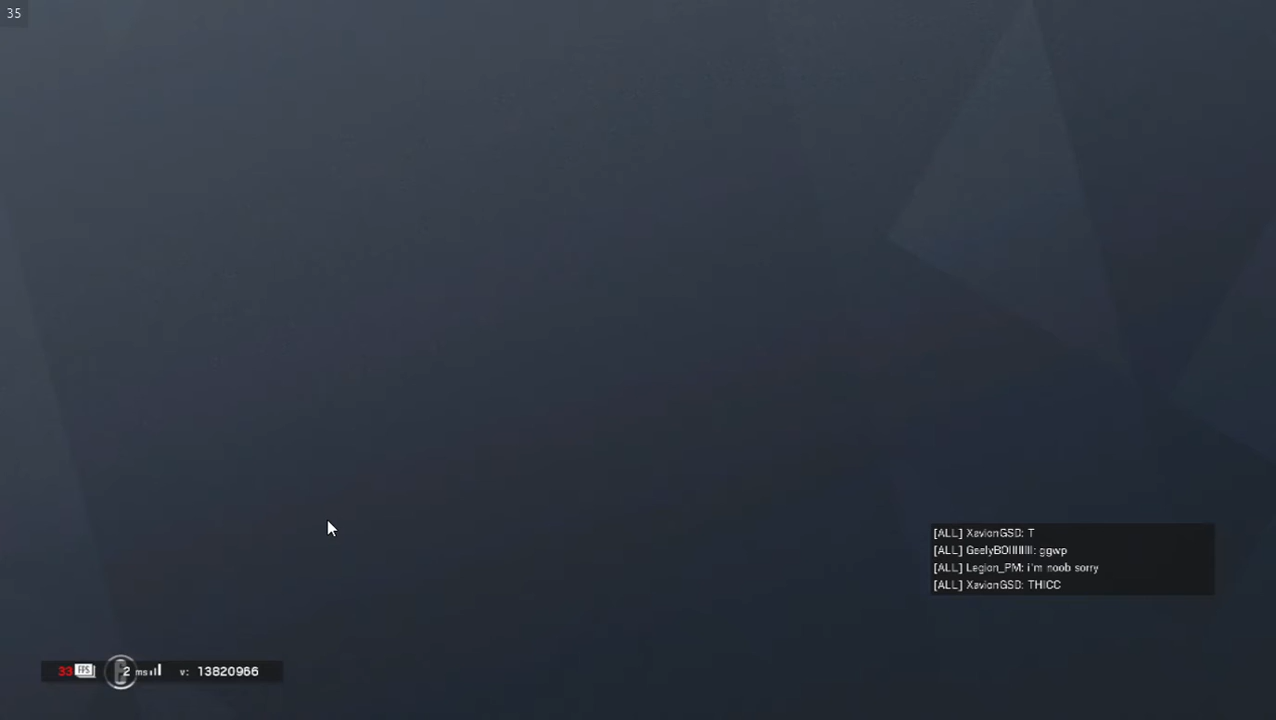 35
[ALL] XavionGSD: T
[ALL] GeelyBOIIIIIIII: ggwp
[ALL] Legion_PM: i'm noob sorry
[ALL] XavionGSD: THICC
33 FPS 2 ms v: 13820966